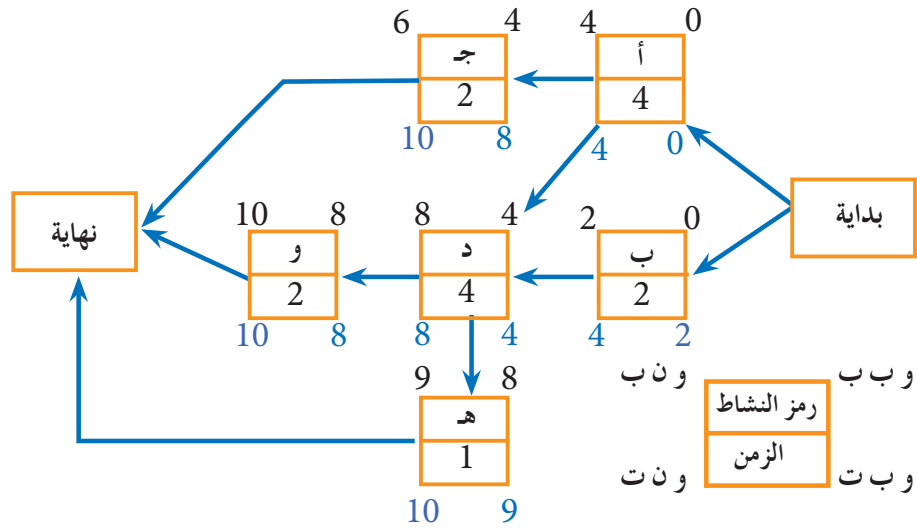 0 4 4 6
أ جـ
4 2
0 4 8 10
بداية
نهاية
0 2 4 8 8 10
ب د و
2 4 2
2 4 4 8 8 10
8 9
هـ
1
9 10
و ب ب و ن ب
رمز النشاط
الزمن
و ب ت و ن ت